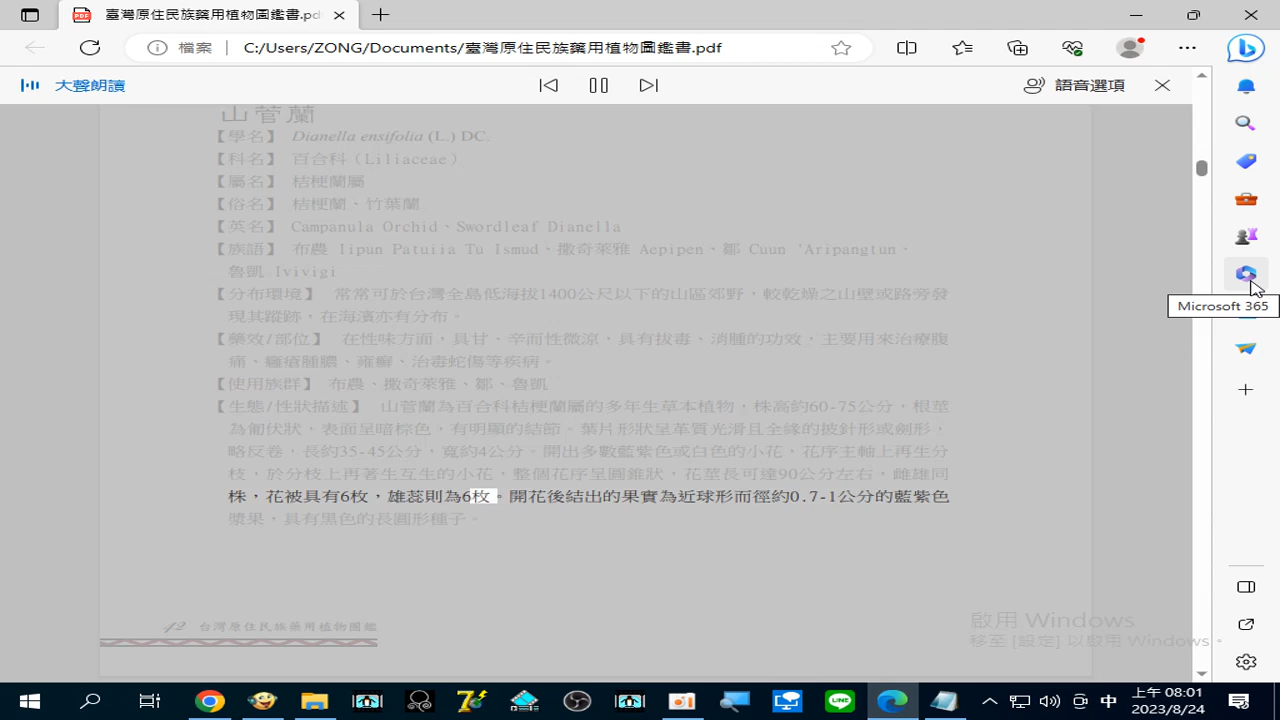 臺灣原住民族藥用植物圖鑑書.pd
檔案 C:/Users/ZONG/Documents/臺灣原住民族藥用植物圖鑑書.pdf
大聲朗讀
語音選項
山菅蘭
【學名】 Dianella ensifolia (L.) DC.
【科名】 百合科（Liliaceae）
【屬名】 桔梗蘭屬
【俗名】 桔梗蘭、竹葉蘭
【英名】 Campanula Orchid、Swordleaf Dianella
【族語】 布農 Iipun Patuiia Tu Ismud、撒奇萊雅 Aepipen、鄒 Cuun 'Aripangtun、
魯凱 Ivivigi
【分布環境】 常常可於台灣全島低海拔1400公尺以下的山區郊野，較乾燥之山壁或路旁發
現其蹤跡，在海濱亦有分布。
【藥效/部位】 在性味方面，具甘、辛而性微涼，具有拔毒、消腫的功效，主要用來治療腹
痛、癰瘡腫膿、雍癬、治毒蛇傷等疾病。
【使用族群】 布農、撒奇萊雅、鄒、魯凱
【生態/性狀描述】 山菅蘭為百合科桔梗蘭屬的多年生草本植物，株高約60-75公分，根莖
為匍伏狀，表面呈暗棕色，有明顯的結節。葉片形狀呈革質光滑且全緣的披針形或劍形，
略反卷，長約35-45公分，寬約4公分。開出多數藍紫色或白色的小花，花序主軸上再生分
枝，於分枝上再著生互生的小花，整個花序呈圓錐狀，花莖長可達90公分左右，雌雄同
株，花被具有6枚，雄蕊則為6枚。開花後結出的果實為近球形而徑約0.7-1公分的藍紫色
漿果，具有黑色的長圓形種子。
42 台灣原住民族藥用植物圖鑑
Microsoft 365
啟用 Windows
移至 [設定] 以啟用 Windows。
LINE
中
上午 08:01
2023/8/24